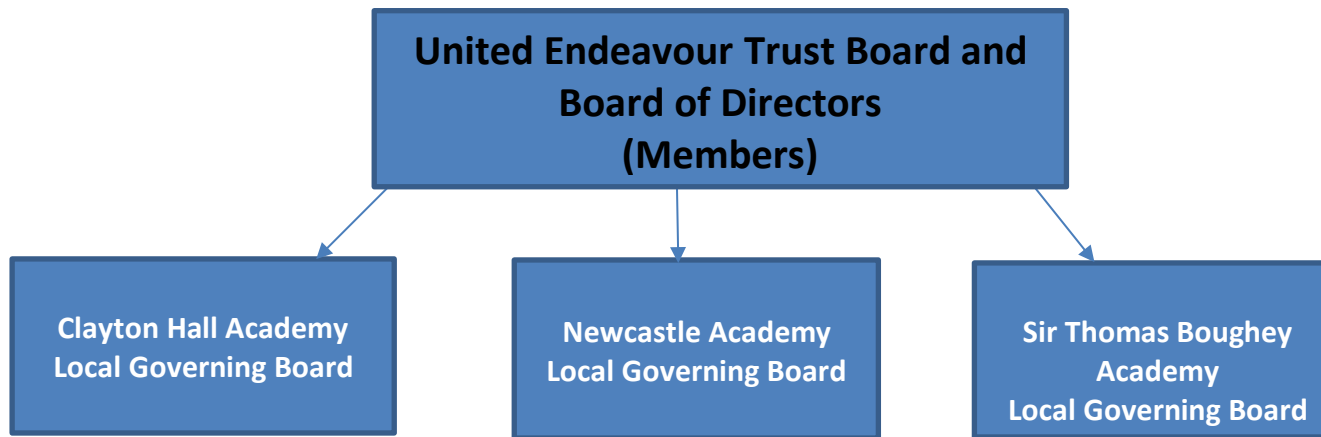 United Endeavour Trust Board and
Board of Directors
(Members)
Clayton Hall Academy
Local Governing Board
Newcastle Academy
Local Governing Board
Sir Thomas Boughey
Academy
Local Governing Board